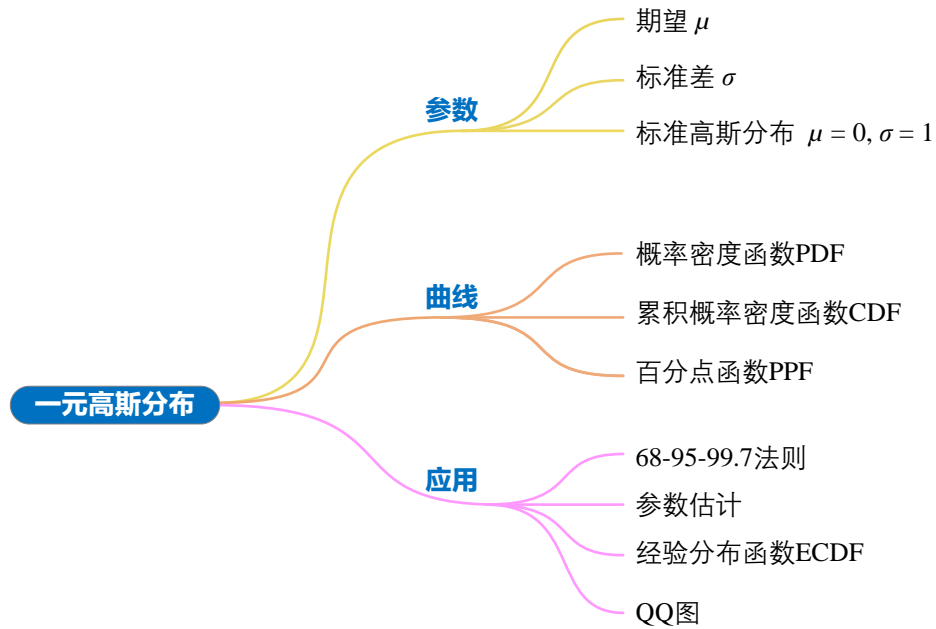 期望 μ
标准差 σ
参数
标准高斯分布 μ = 0, σ = 1
概率密度函数PDF
曲线
累积概率密度函数CDF
百分点函数PPF
一元高斯分布
68-95-99.7法则
应用
参数估计
经验分布函数ECDF
QQ图